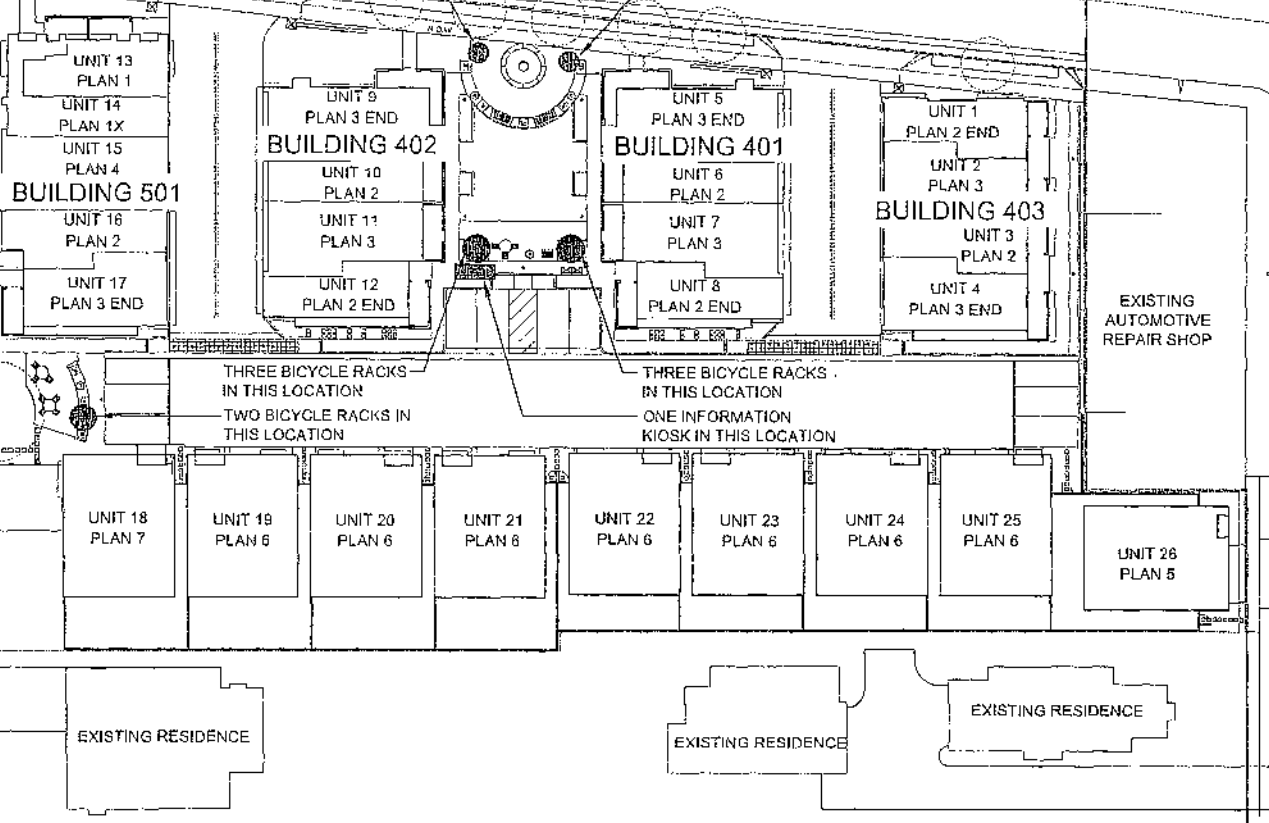 UNIT 13
PLAN 1
UNIT 14
PLAN 1X
UNIT 15
PLAN 4
BUILDING 501
UNIT 16
PLAN 2
UNIT 17
PLAN 3 END
UNIT 9
PLAN 3 END
BUILDING 402
UNIT 10
PLAN 2
UNIT 11
PLAN 3
UNIT 12
PLAN 2 END
UNIT 5
PLAN 3 END
BUILDING 401
UNIT 6
PLAN 2
UNIT 7
PLAN 3
UNIT 8
PLAN 2 END
UNIT 1
PLAN 2 END
UNIT 2
PLAN 3
BUILDING 403
UNIT 3
PLAN 2
UNIT 4
PLAN 3 END
EXISTING
AUTOMOTIVE
REPAIR SHOP
THREE BICYCLE RACKS
IN THIS LOCATION
TWO BICYCLE RACKS IN
THIS LOCATION
THREE BICYCLE RACKS
IN THIS LOCATION
ONE INFORMATION
KIOSK IN THIS LOCATION
UNIT 18
PLAN 7
UNIT 19
PLAN 6
UNIT 20
PLAN 6
UNIT 21
PLAN 6
UNIT 22
PLAN 6
UNIT 23
PLAN 6
UNIT 24
PLAN 6
UNIT 25
PLAN 6
UNIT 26
PLAN 5
EXISTING RESIDENCE
EXISTING RESIDENCE
EXISTING RESIDENCE